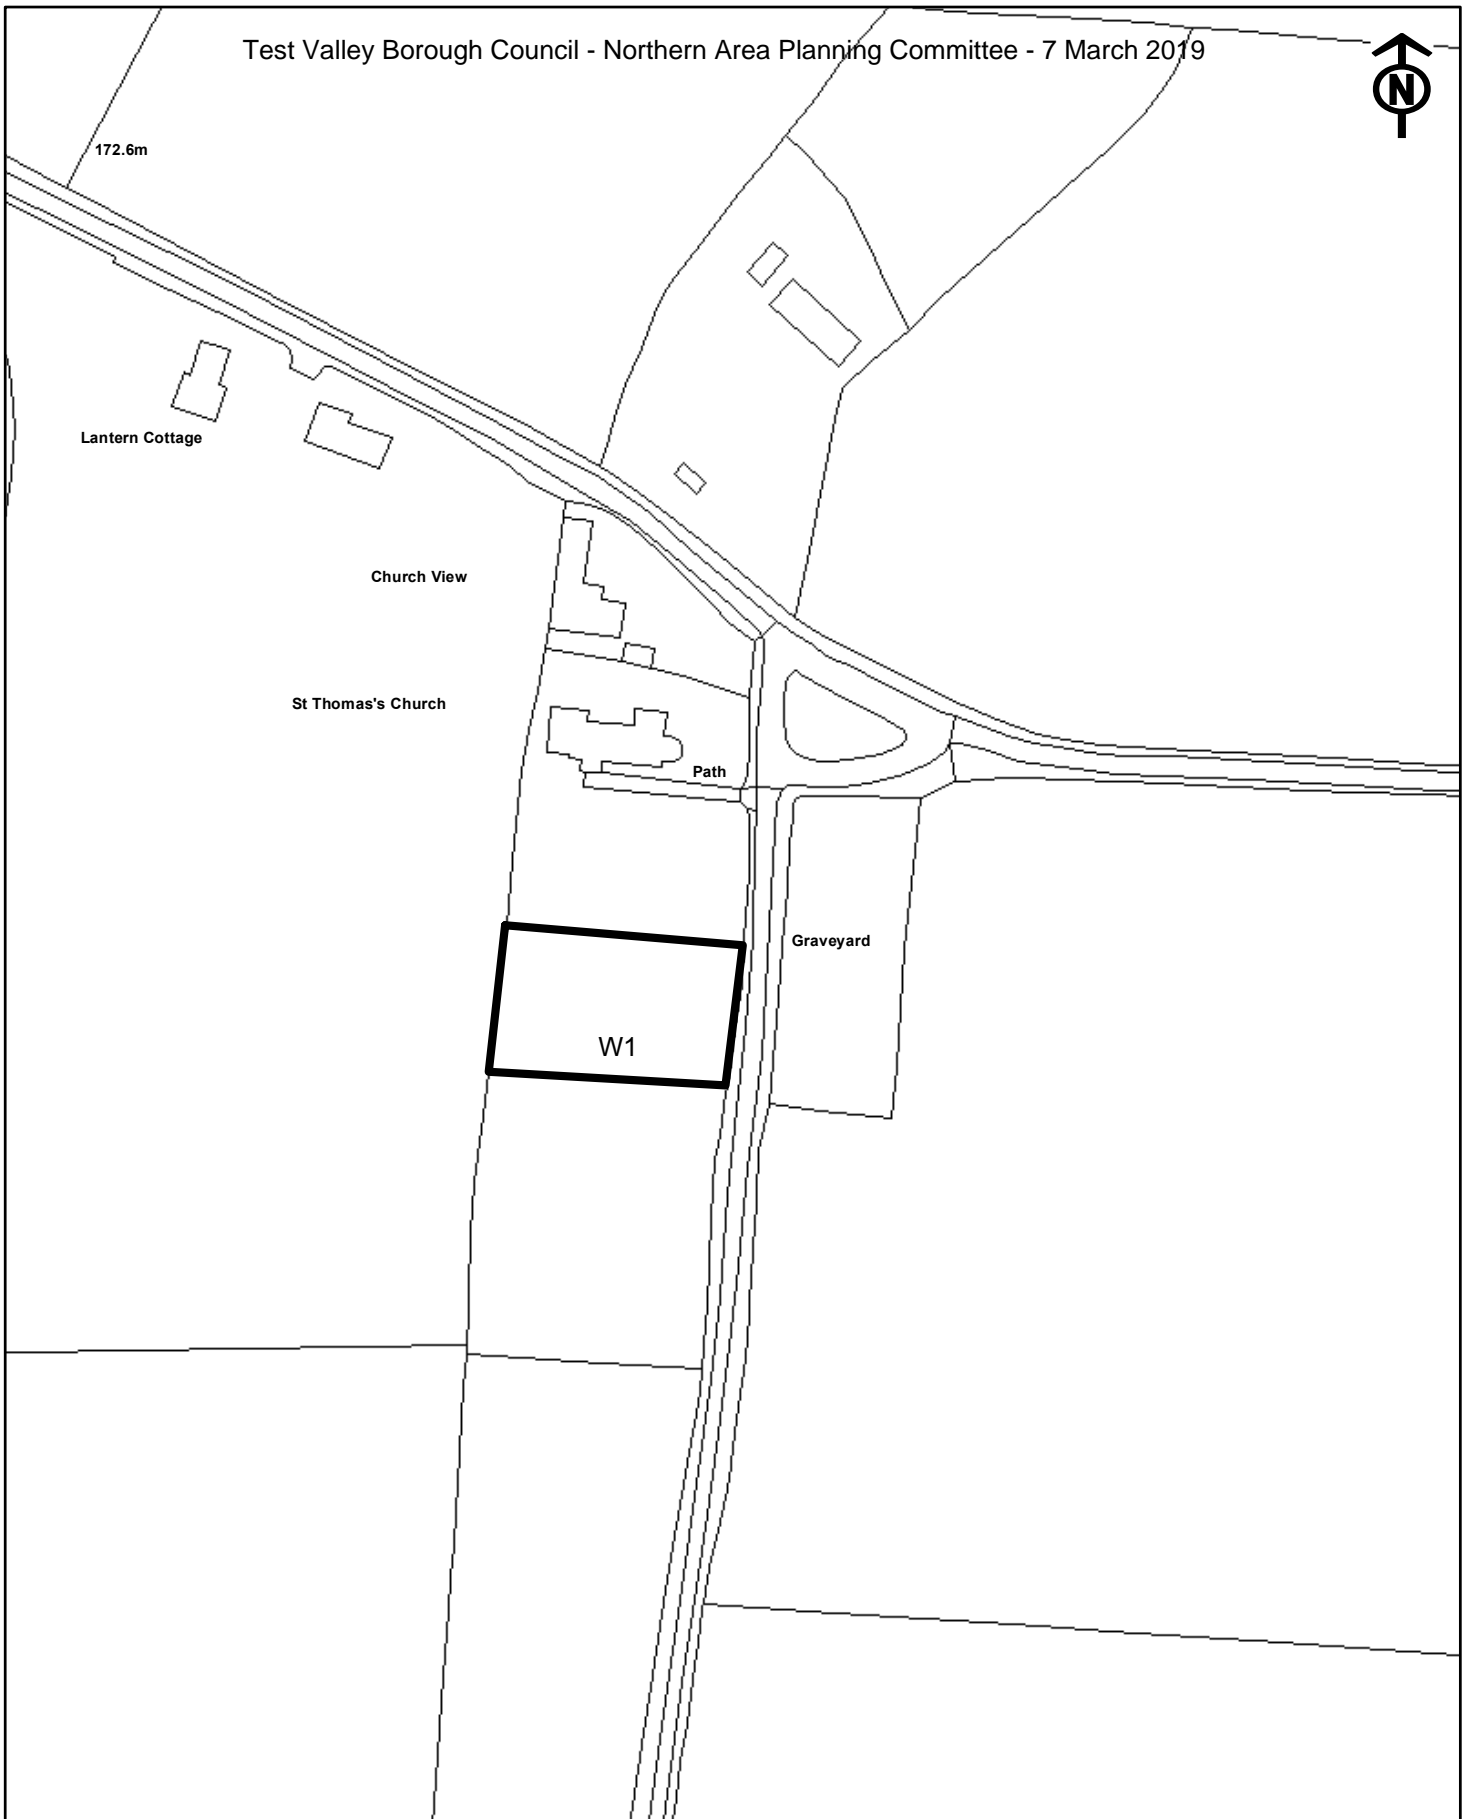 Test Valley Borough Council - Northern Area Planning Committee - 7 March 2019
N
172.6m
Lantern Cottage
Church View
St Thomas's Church
Path
Graveyard
W1